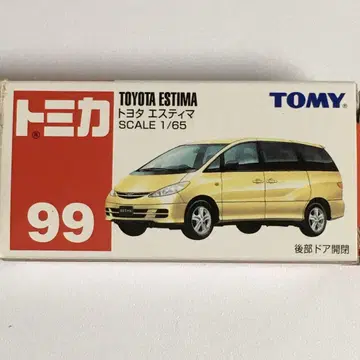 トミカ®
99
TOYOTA ESTIMA
トヨタ エスティマ
SCALE 1/65
TOMY®
後部ドア開閉